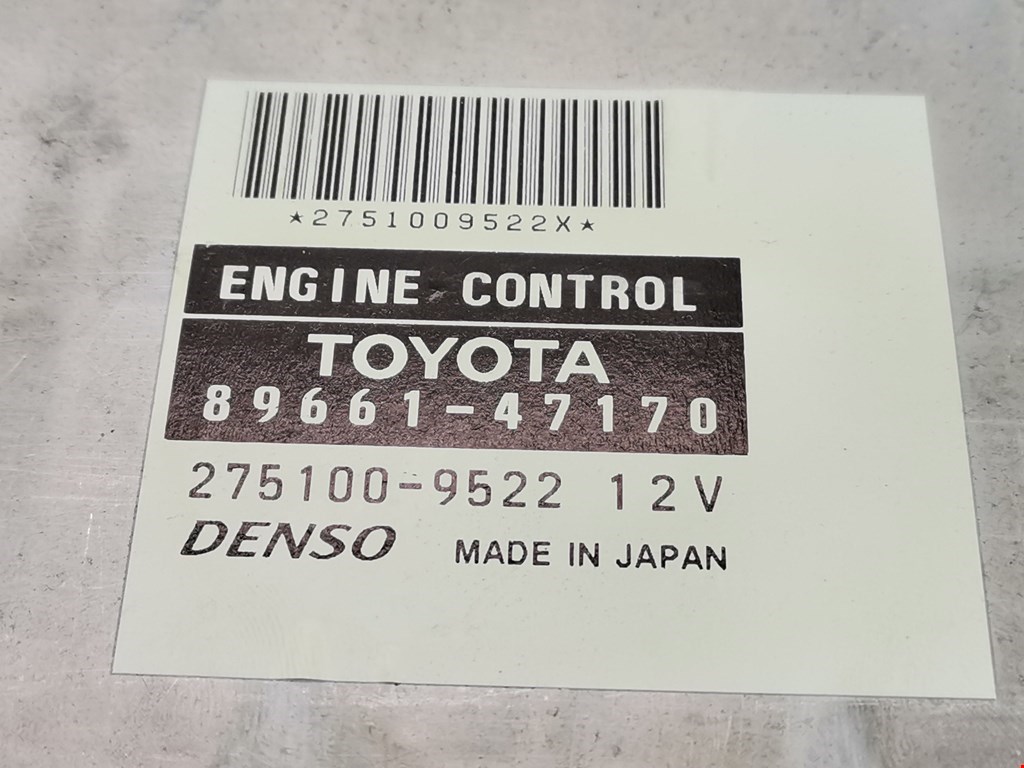 *2751009522X*
ENGINE CONTROL
TOYOTA
89661-47170
275100-9522 12V
DENSO MADE IN JAPAN